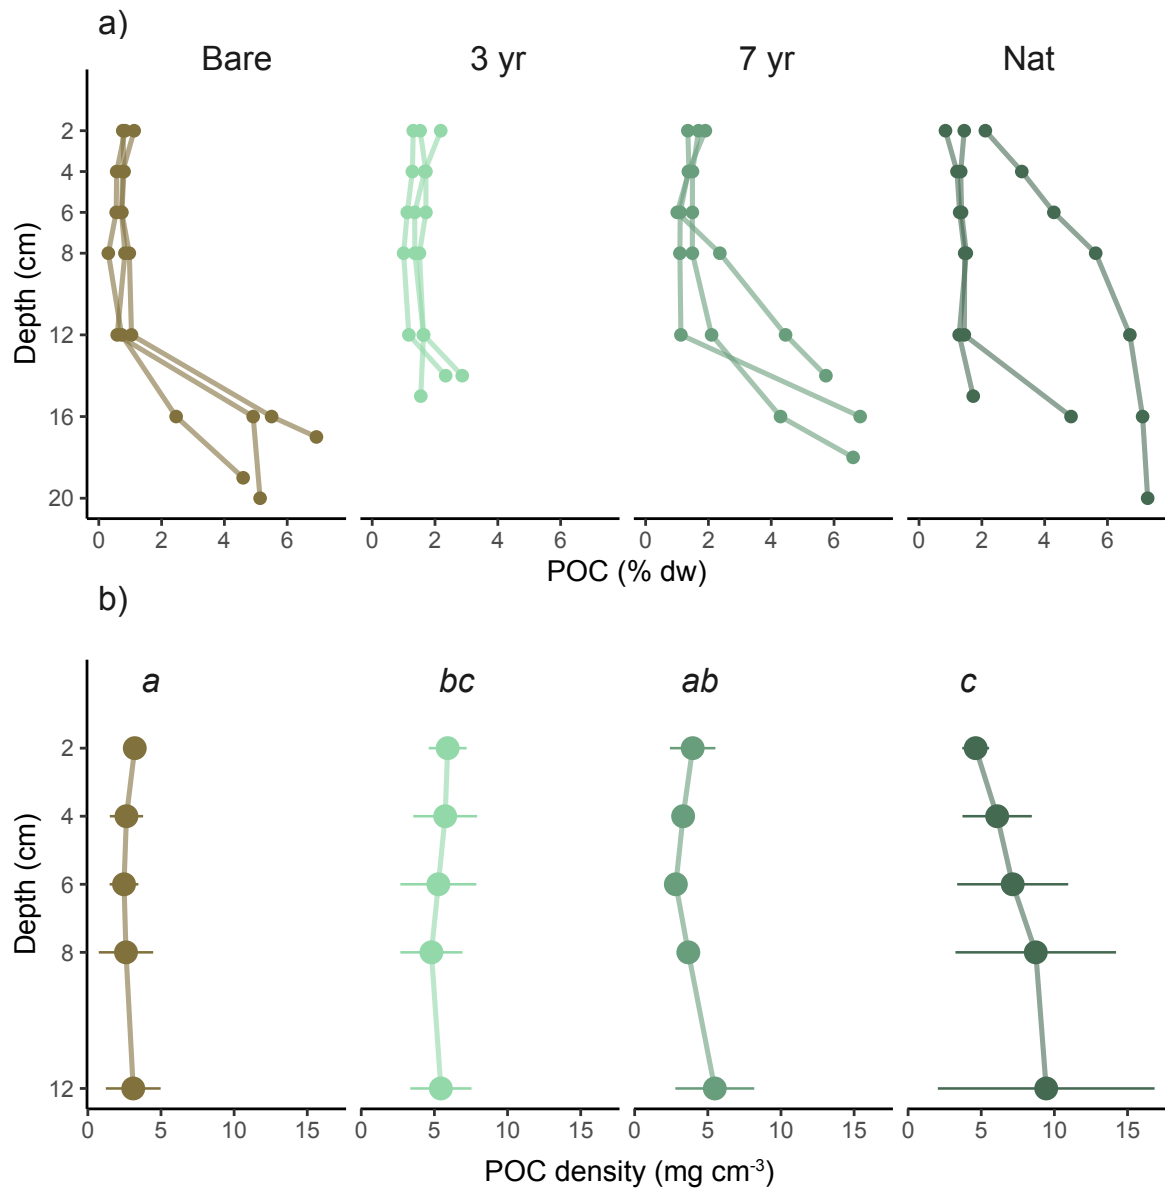 a)
Bare 3 yr 7 yr Nat
2
4
6
8
12
16
20
Depth (cm)
0 2 4 6 0 2 4 6 0 2 4 6 0 2 4 6
POC (% dw)
b)
a bc ab c
2
4
6
8
12
Depth (cm)
0 5 10 15 0 5 10 15 0 5 10 15 0 5 10 15
POC density (mg cm⁻³)